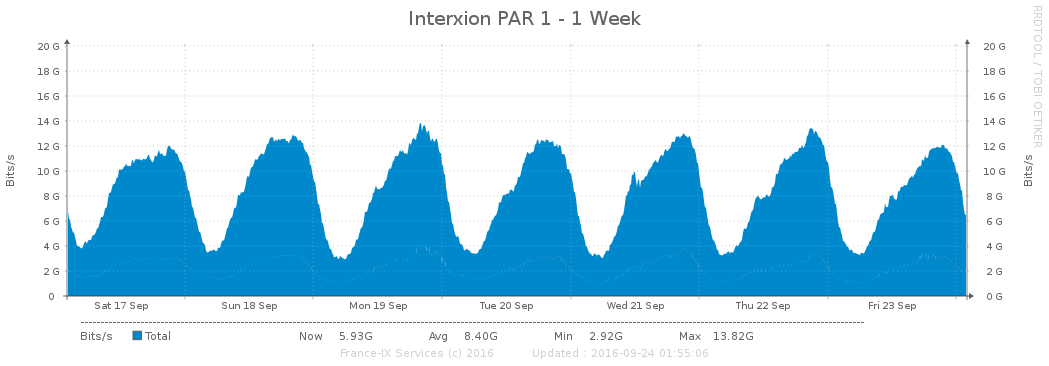 Interxion PAR 1 - 1 Week
RRDTOOL / TOBI OETIKER
Bits/s
20 G 20 G
18 G 18 G
16 G 16 G
14 G 14 G
12 G 12 G
10 G 10 G
8 G 8 G
6 G 6 G
4 G 4 G
2 G 2 G
0 0 G
Bits/s
Sat 17 Sep Sun 18 Sep Mon 19 Sep Tue 20 Sep Wed 21 Sep Thu 22 Sep Fri 23 Sep
Bits/s Total Now 5.93G Avg 8.40G Min 2.92G Max 13.82G
France-IX Services (c) 2016 Updated : 2016-09-24 01:55:06